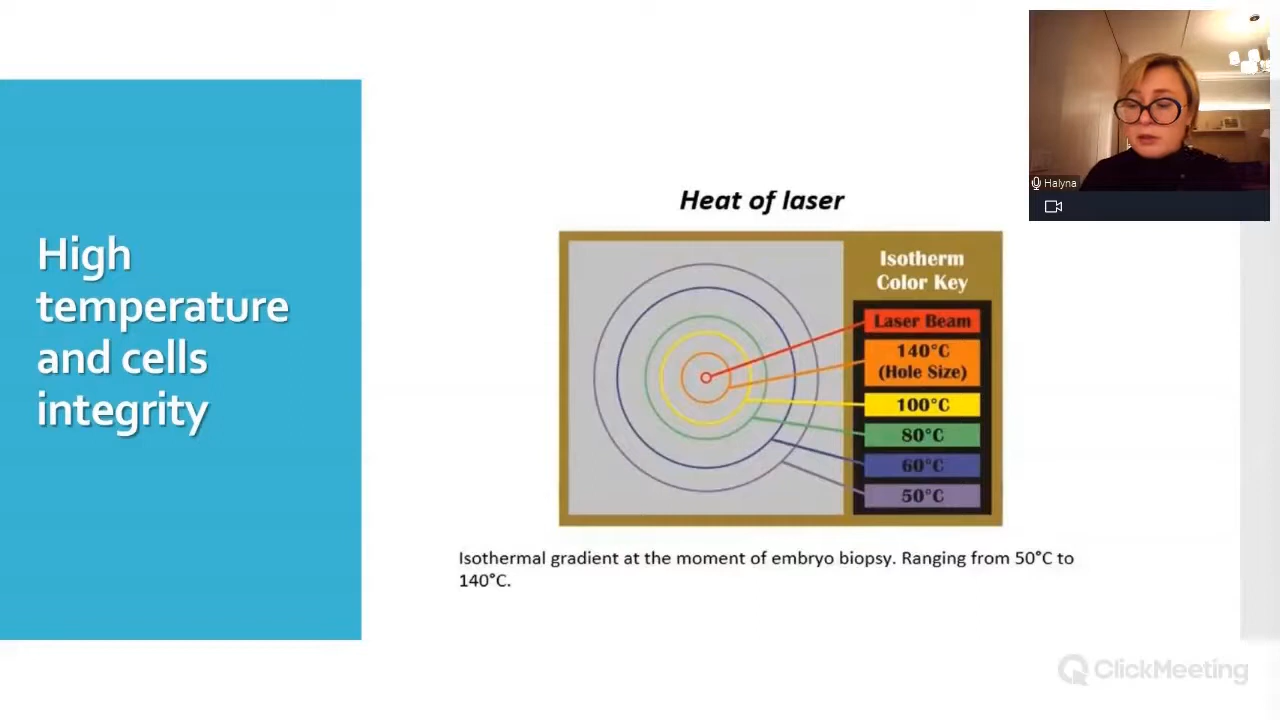 High
temperature
and cells
integrity
Heat of laser
Isotherm
Color Key
Laser Beam
140°C
(Hole Size)
100°C
80°C
60°C
50°C
Isothermal gradient at the moment of embryo biopsy. Ranging from 50°C to
140°C.
Halyna
ClickMeeting